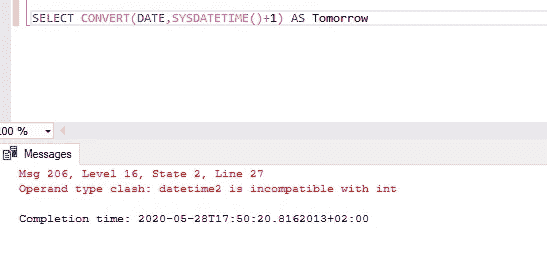 SELECT CONVERT(DATE,SYSDATETIME()+1) AS Tomorrow
00 %
Messages
Msg 206, Level 16, State 2, Line 27
Operand type clash: datetime2 is incompatible with int
Completion time: 2020-05-28T17:50:20.8162013+02:00